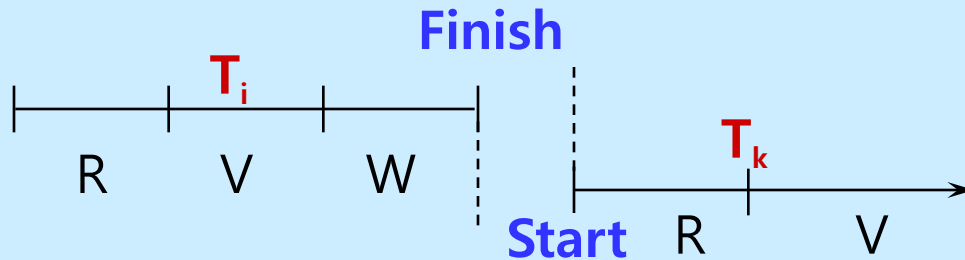 Finish
Ti
R V W
Tk
Start R V